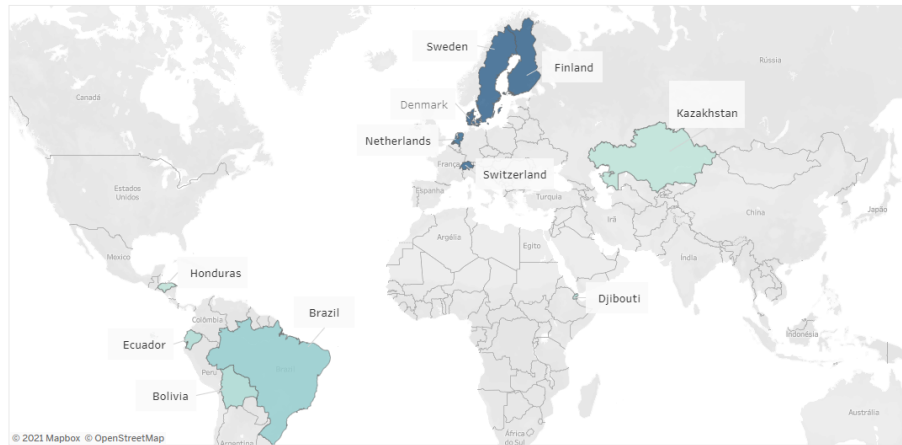 Sweden
Finland
Rússia
Canadá
Denmark
Kazakhstan
Netherlands
França
Switzerland
Estados
Unidos
Espanha
Turquia
China
Japão
Irã
Argélia
Egito
Índia
México
Honduras
Djibouti
Brazil
Colômbia
Ecuador
Indonésia
Peru
Bolivia
Austrália
Argentina
África
do Sul
© 2021 Mapbox © OpenStreetMap